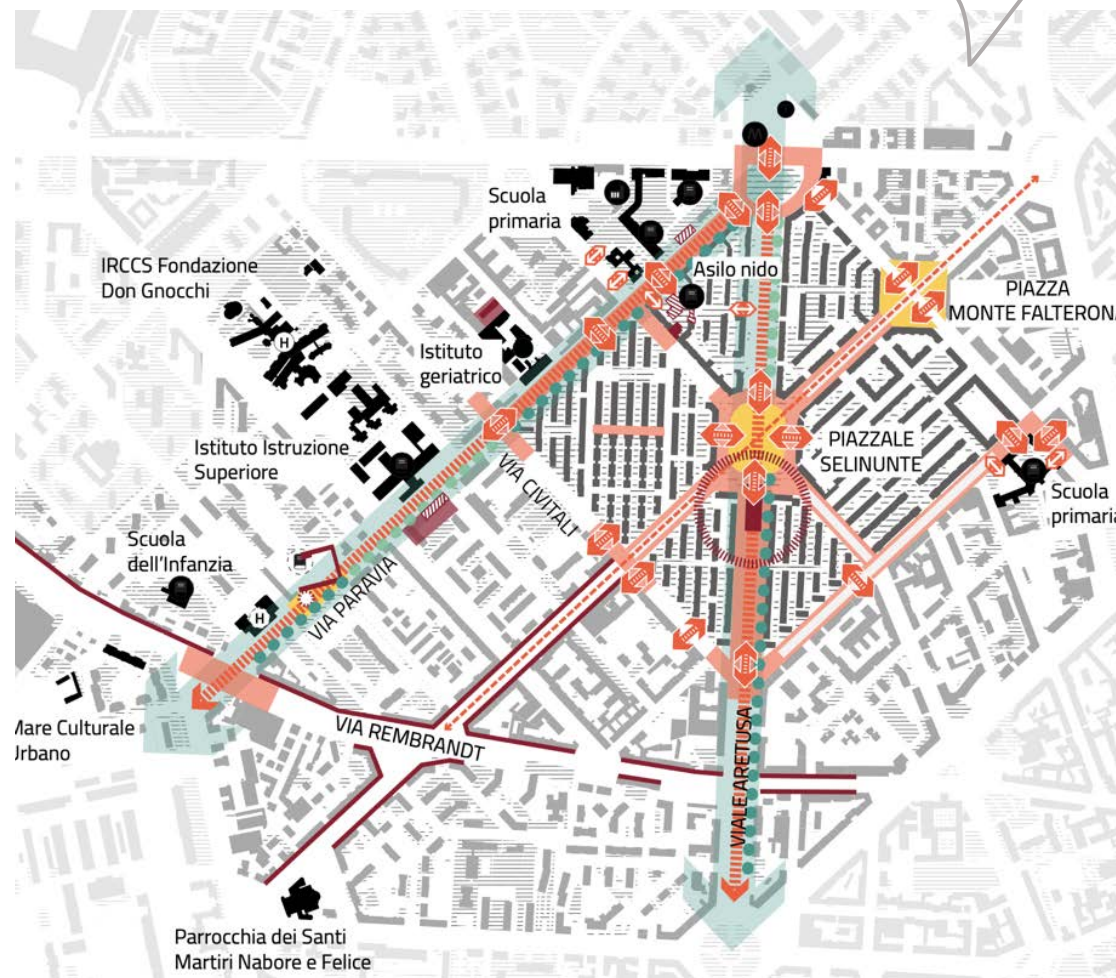 Scuola
primaria
IRCCS Fondazione
Don Gnocchi
Asilo nido
PIAZZA
MONTE FALTERONA
Istituto
geriatrico
PIAZZALE
SELINUNTE
Istituto Istruzione
Superiore
VIA CIVITALI
Scuola
primaria
Scuola
dell'Infanzia
H
H
VIA PARAVIA
Mare Culturale
Urbano
VIA REMBRANDT
VIALE ARETUSA
Parrocchia dei Santi
Martiri Nabore e Felice